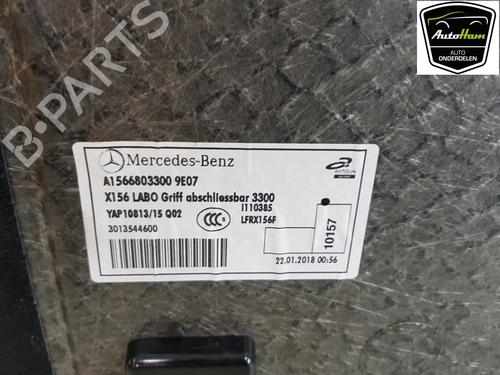 AutoHam
AUTO
ONDERDELEN
B-PARTS
Mercedes-Benz
ANTOLIN
A1566803300 9E07
X156 LABO Griff abschliessbar 3300
YAP10813/15 Q02
I110385
3013544600
LFRX156F
10157
22.01.2018 00:56